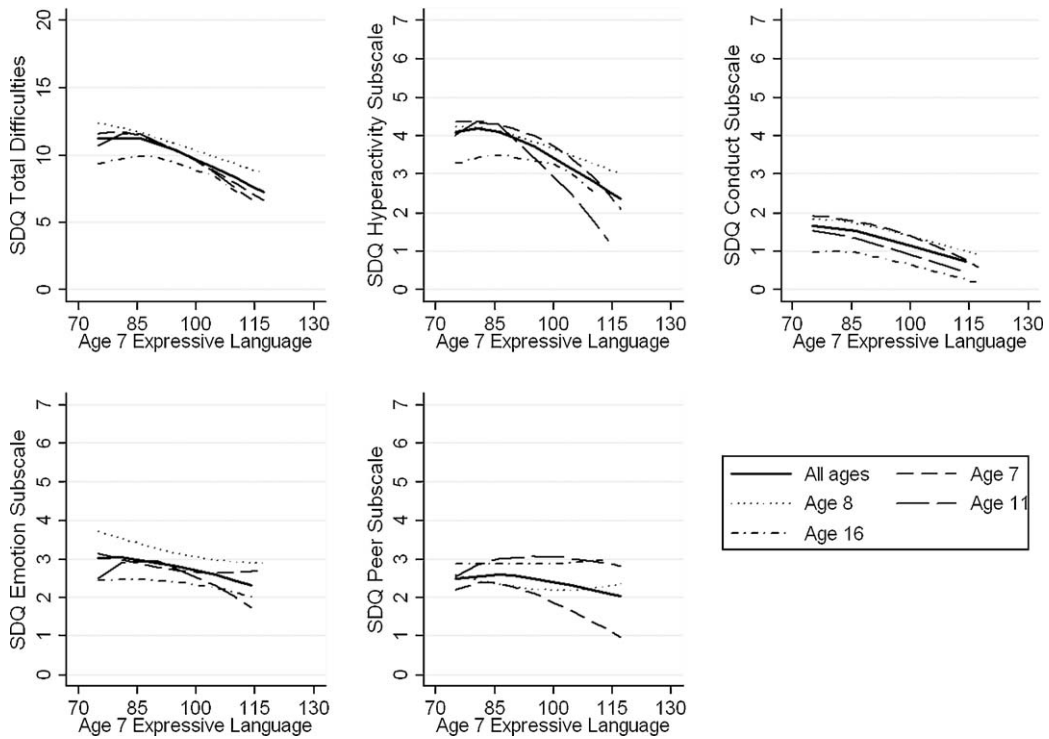 SDQ Total Difficulties
20
15
10
5
0
70 85 100 115 130
Age 7 Expressive Language
SDQ Hyperactivity Subscale
7
6
5
4
3
2
1
0
70 85 100 115 130
Age 7 Expressive Language
SDQ Conduct Subscale
7
6
5
4
3
2
1
0
70 85 100 115 130
Age 7 Expressive Language
SDQ Emotion Subscale
7
6
5
4
3
2
1
0
70 85 100 115 130
Age 7 Expressive Language
SDQ Peer Subscale
7
6
5
4
3
2
1
0
70 85 100 115 130
Age 7 Expressive Language
All ages Age 7
Age 8 Age 11
Age 16